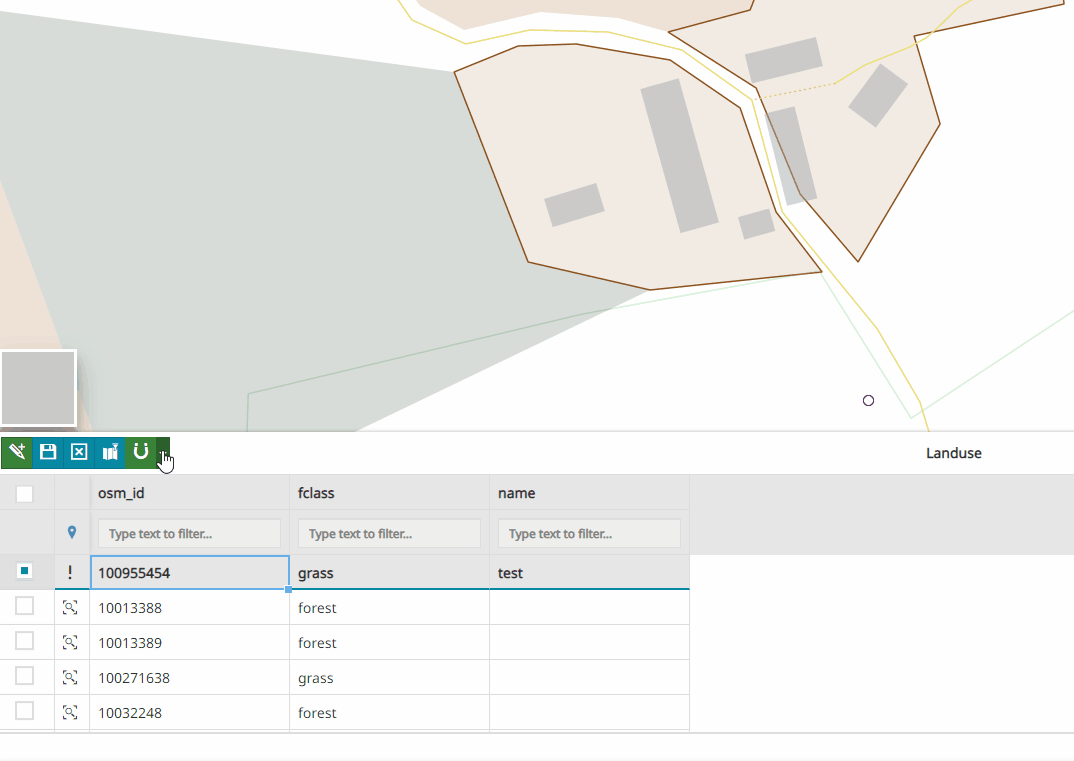 Landuse
osm_id fclass name
Type text to filter... Type text to filter... Type text to filter...
! 100955454 grass test
10013388 forest
10013389 forest
100271638 grass
10032248 forest